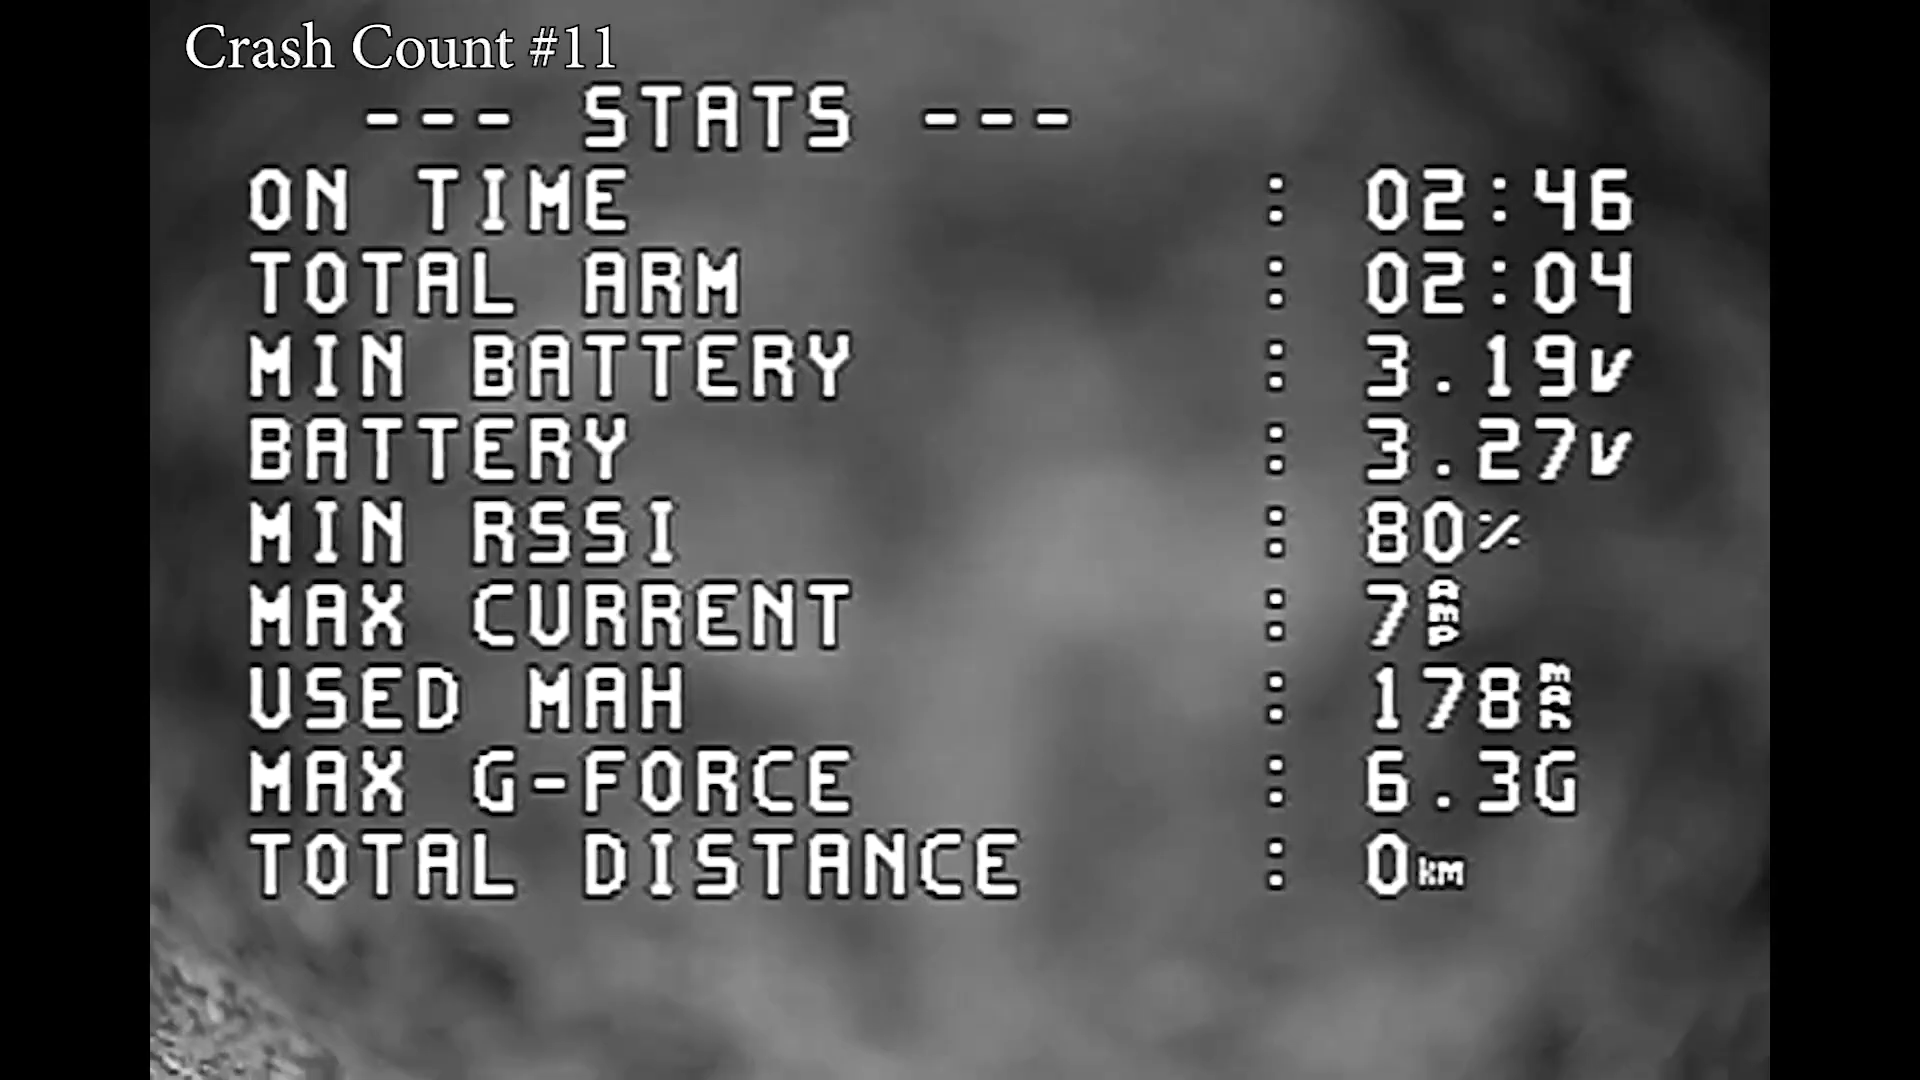 Crash Count #11
--- STATS ---
ON TIME : 02:46
TOTAL ARM : 02:04
MIN BATTERY : 3.19V
BATTERY : 3.27V
MIN RSSI : 80%
MAX CURRENT : 7AMP
USED MAH : 178mAh
MAX G-FORCE : 6.3G
TOTAL DISTANCE : 0km